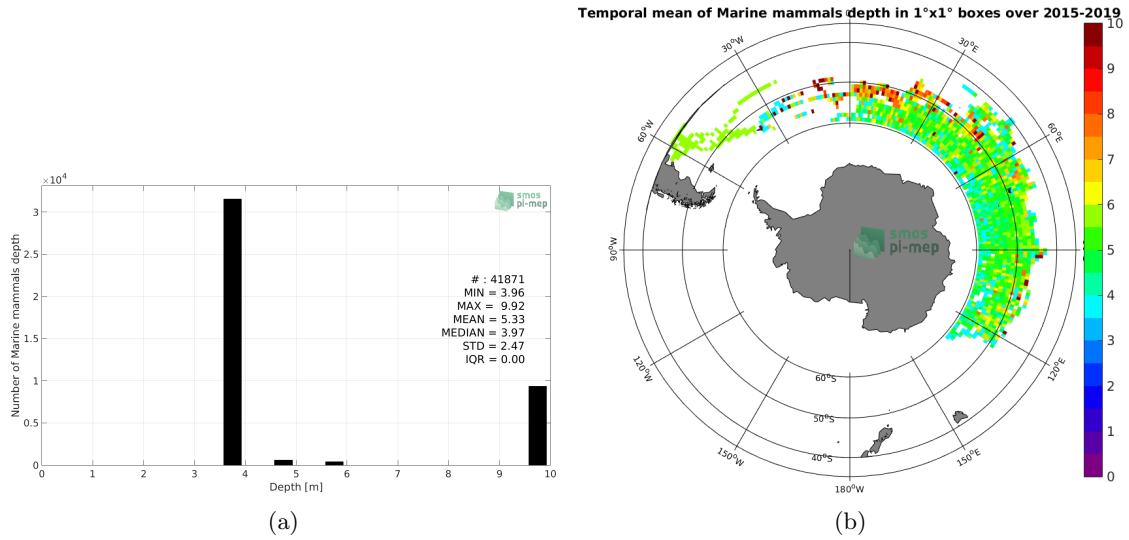 Temporal mean of Marine mammals depth in 1°x1° boxes over 2015-2019
×10⁴
3
2.5
2
1.5
1
0.5
0
Number of Marine mammals depth
0 1 2 3 4 5 6 7 8 9 10
Depth [m]
smos
pi-mep
# : 41871
MIN = 3.96
MAX = 9.92
MEAN = 5.33
MEDIAN = 3.97
STD = 2.47
IQR = 0.00
(a)
30°W
30°E
60°W
60°E
90°W
120°W
120°E
150°W
150°E
180°W
60°S
50°S
40°S
smos
pi-mep
10
9
8
7
6
5
4
3
2
1
0
(b)